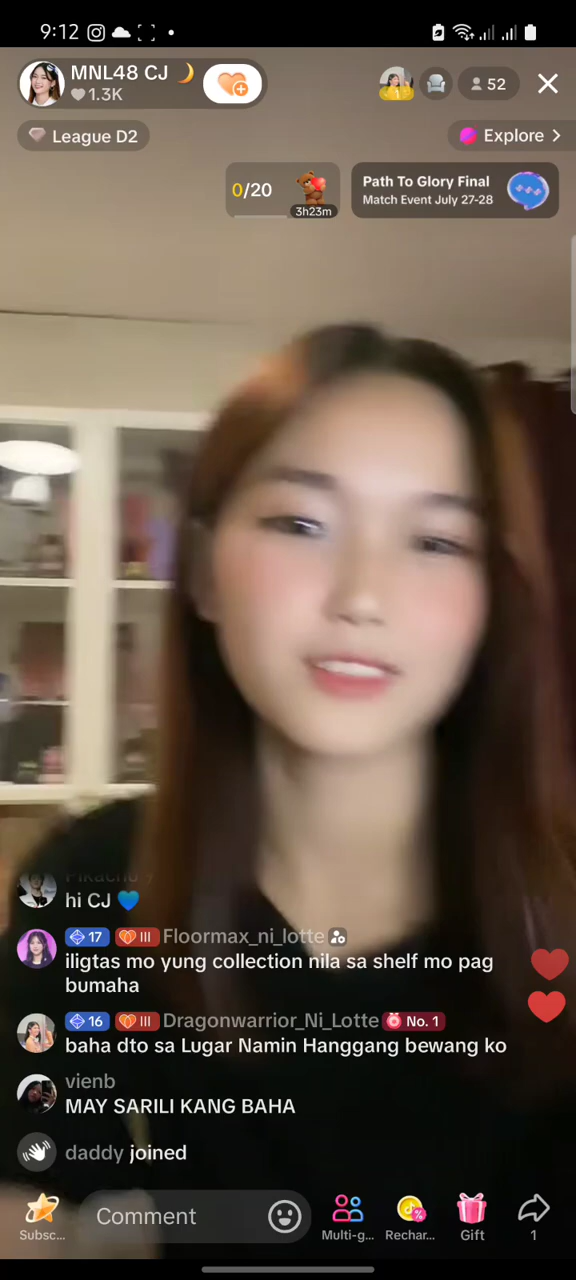 9:12
MNL48 CJ 🌙
1.3K
52
League D2
Explore
0/20
3h23m
Path To Glory Final
Match Event July 27-28
Pikachu y
hi CJ 💙
17 III Floormax_ni_lotte
iligtas mo yung collection nila sa shelf mo pag
bumaha
16 III Dragonwarrior_Ni_Lotte No. 1
baha dto sa Lugar Namin Hanggang bewang ko
vienb
MAY SARILI KANG BAHA
daddy joined
Comment
Subsc...
Multi-g...
Rechar...
Gift
1